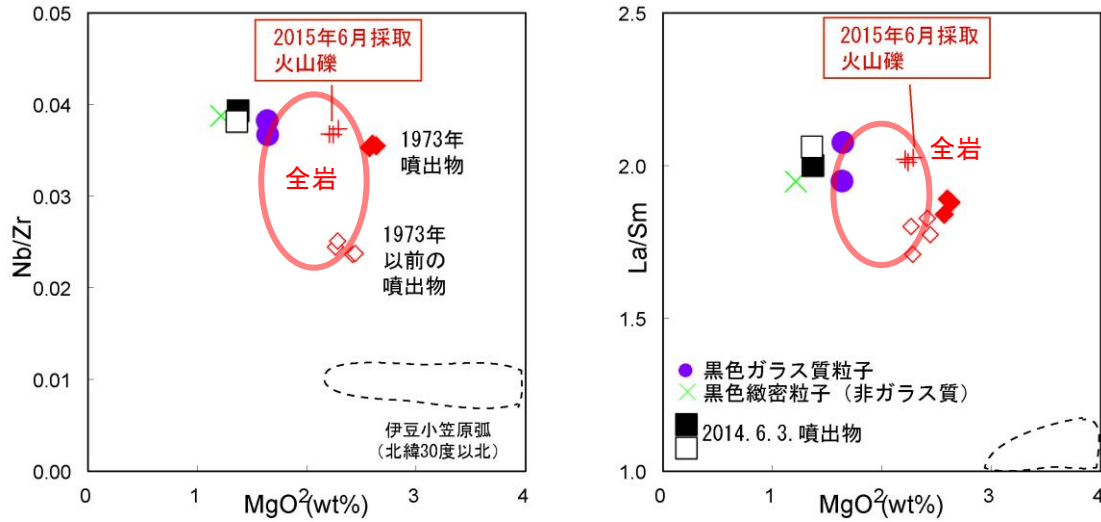 0.05
0.04
0.03
0.02
0.01
0.00
Nb/Zr
2015年6月採取
火山礫
全岩
1973年
噴出物
1973年
以前の
噴出物
伊豆小笠原弧
(北緯30度以北)
0
1
2
3
4
MgO (wt%)
2.5
2.0
1.5
1.0
La/Sm
2015年6月採取
火山礫
全岩
黒色ガラス質粒子
黒色緻密粒子 (非ガラス質)
2014.6.3.噴出物
0
1
2
3
4
MgO (wt%)